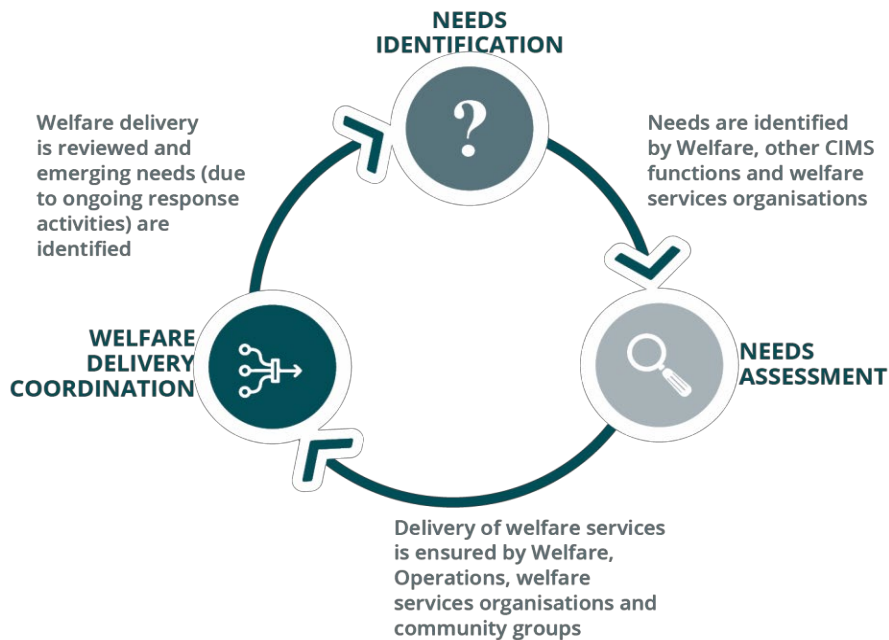 NEEDS
IDENTIFICATION
?
Welfare delivery
is reviewed and
emerging needs (due
to ongoing response
activities) are
identified
Needs are identified
by Welfare, other CIMS
functions and welfare
services organisations
WELFARE
DELIVERY
COORDINATION
NEEDS
ASSESSMENT
Delivery of welfare services
is ensured by Welfare,
Operations, welfare
services organisations and
community groups